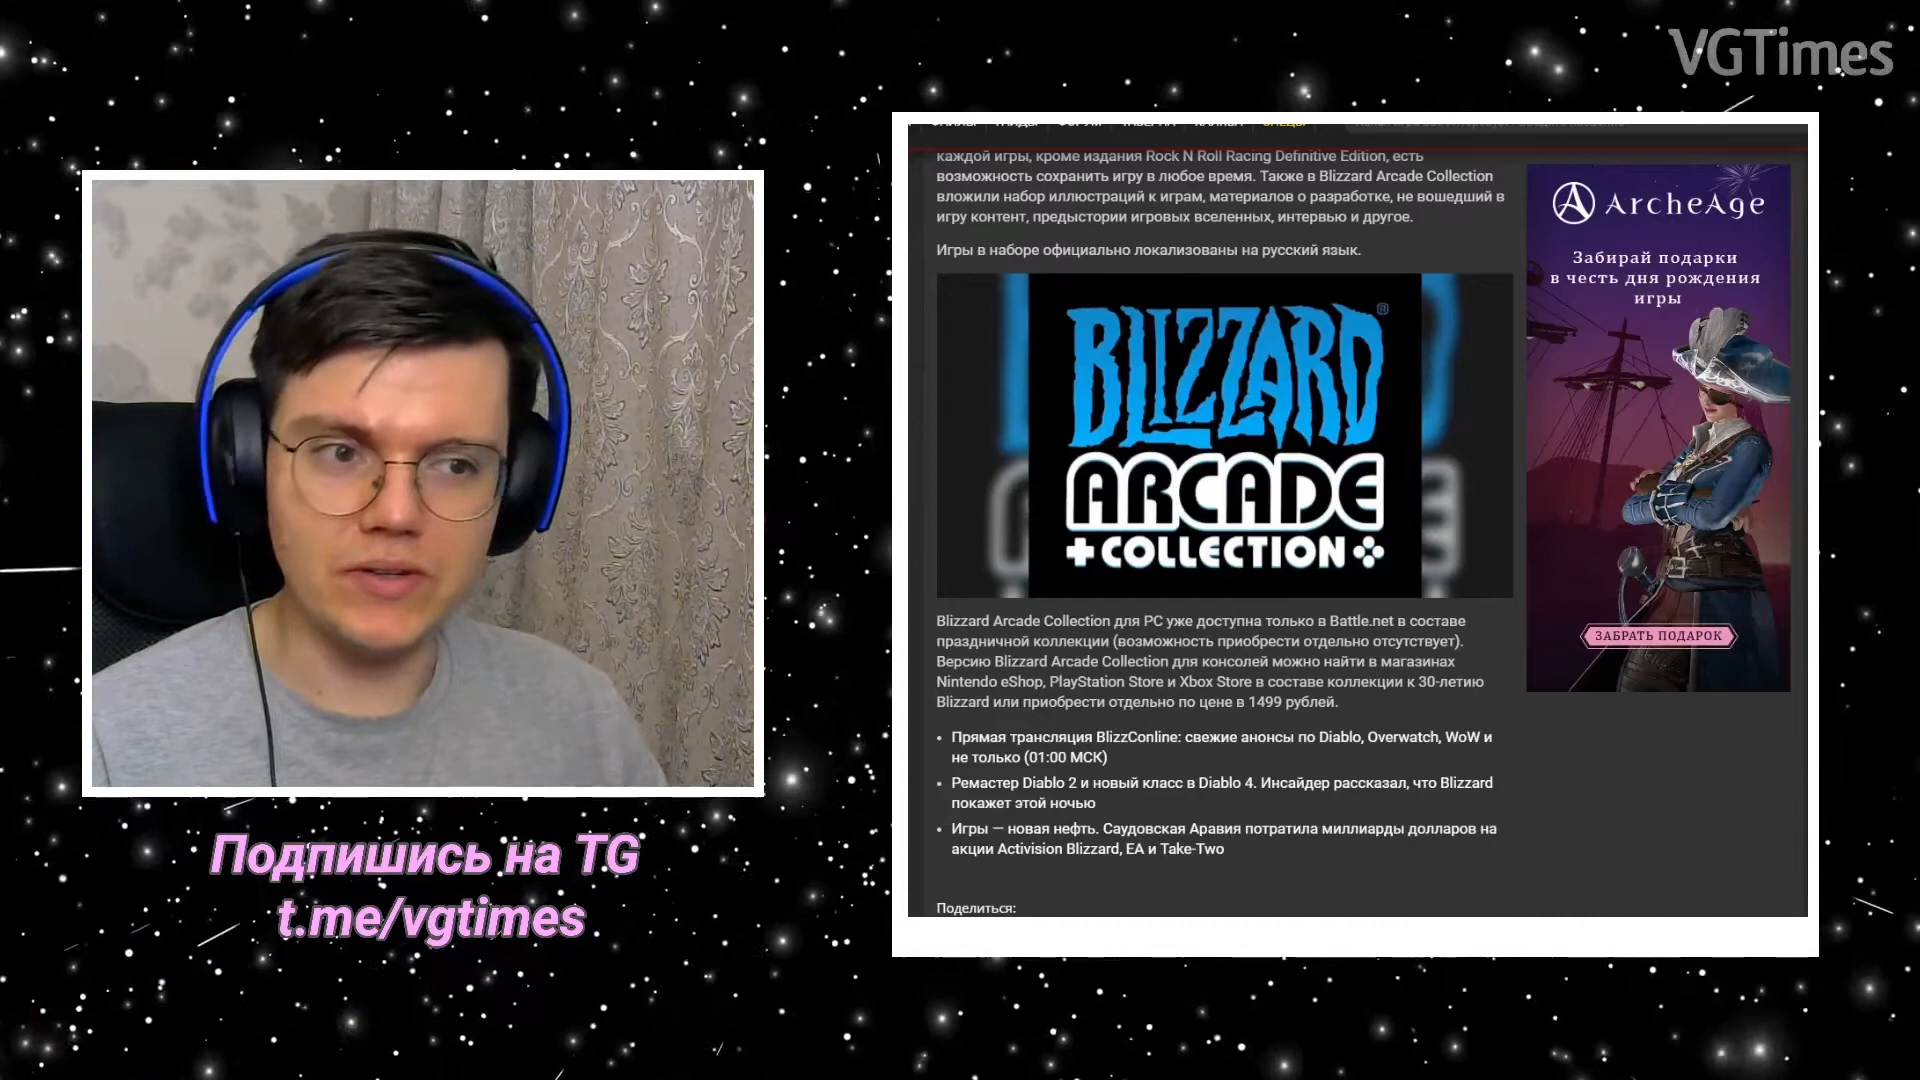 VGTimes
каждой игры, кроме издания Rock N Roll Racing Definitive Edition, есть
возможность сохранить игру в любое время. Также в Blizzard Arcade Collection
вложили набор иллюстраций к играм, материалов о разработке, не вошедший в
игру контент, предыстории игровых вселенных, интервью и другое.
Игры в наборе официально локализованы на русский язык.
BLIZZARD®
ARCADE
COLLECTION
Blizzard Arcade Collection для PC уже доступна только в Battle.net в составе
праздничной коллекции (возможность приобрести отдельно отсутствует).
Версию Blizzard Arcade Collection для консолей можно найти в магазинах
Nintendo eShop, PlayStation Store и Xbox Store в составе коллекции к 30-летию
Blizzard или приобрести отдельно по цене в 1499 рублей.
• Прямая трансляция BlizzConline: свежие анонсы по Diablo, Overwatch, WoW и
не только (01:00 МСК)
• Ремастер Diablo 2 и новый класс в Diablo 4. Инсайдер рассказал, что Blizzard
покажет этой ночью
• Игры — новая нефть. Саудовская Аравия потратила миллиарды долларов на
акции Activision Blizzard, EA и Take-Two
Поделиться:
ArcheAge
Забирай подарки
в честь дня рождения
игры
ЗАБРАТЬ ПОДАРОК
Подпишись на TG
t.me/vgtimes